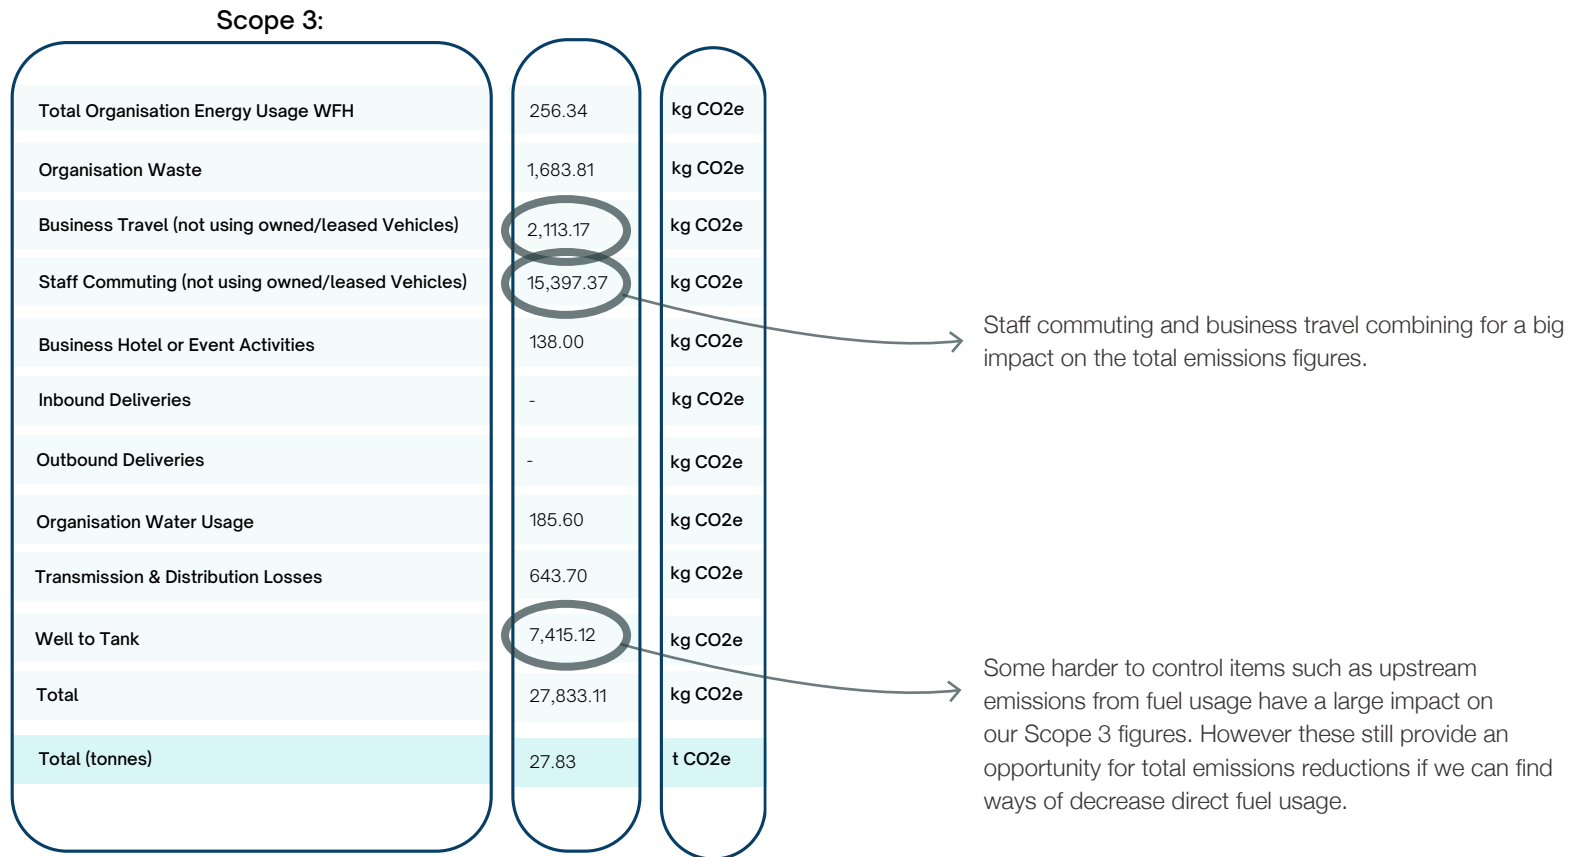 Scope 3:
Total Organisation Energy Usage WFH 256.34 kg CO2e
Organisation Waste 1,683.81 kg CO2e
Business Travel (not using owned/leased Vehicles) 2,113.17 kg CO2e
Staff Commuting (not using owned/leased Vehicles) 15,397.37 kg CO2e
Business Hotel or Event Activities 138.00 kg CO2e
Inbound Deliveries - kg CO2e
Outbound Deliveries - kg CO2e
Organisation Water Usage 185.60 kg CO2e
Transmission & Distribution Losses 643.70 kg CO2e
Well to Tank 7,415.12 kg CO2e
Total 27,833.11 kg CO2e
Total (tonnes) 27.83 t CO2e
Staff commuting and business travel combining for a big
impact on the total emissions figures.
Some harder to control items such as upstream
emissions from fuel usage have a large impact on
our Scope 3 figures. However these still provide an
opportunity for total emissions reductions if we can find
ways of decrease direct fuel usage.